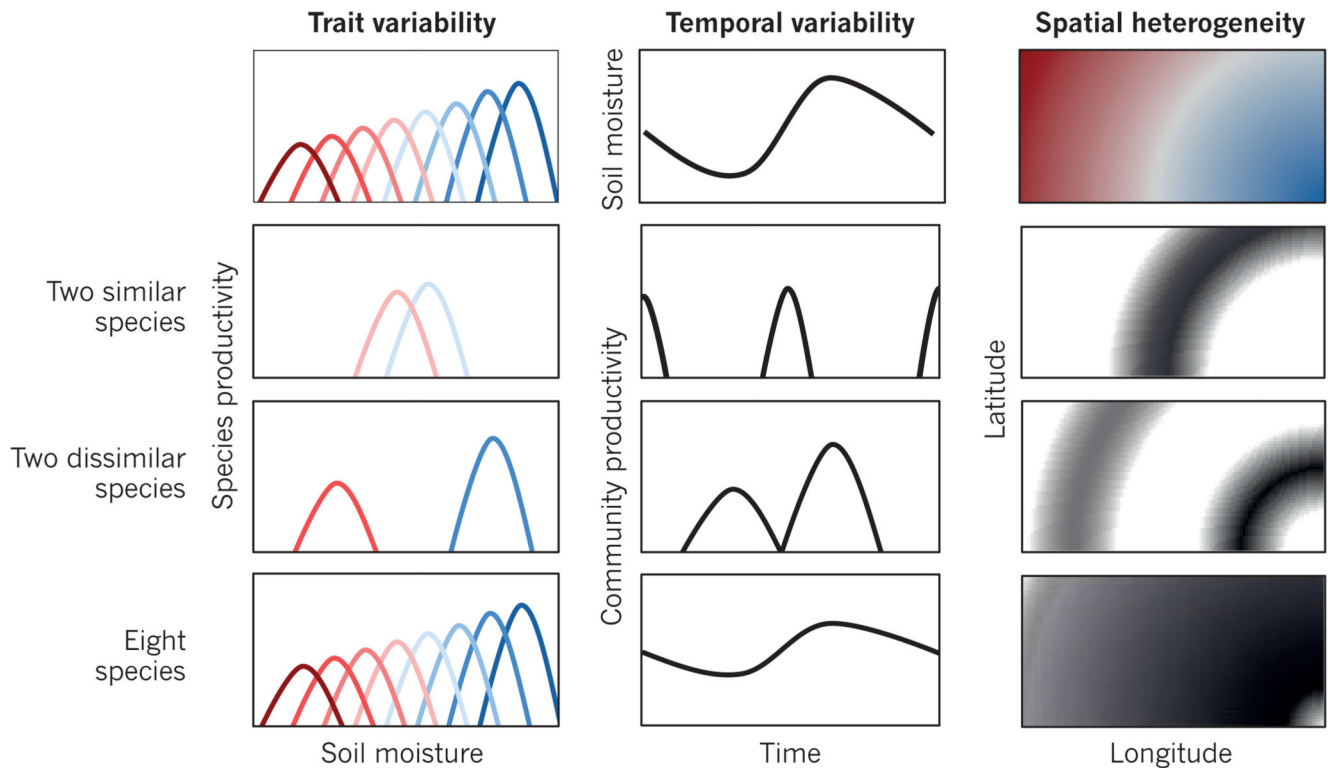 Trait variability
Temporal variability
Spatial heterogeneity
Soil moisture
Two similar
species
Two dissimilar
species
Eight
species
Species productivity
Community productivity
Latitude
Soil moisture
Time
Longitude